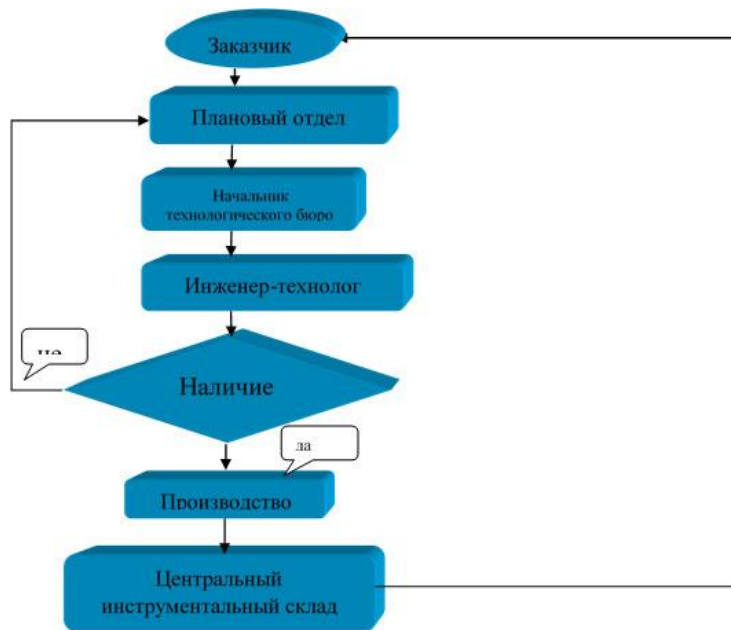 Заказчик
Плановый отдел
Начальник
технологического бюро
Инженер-технолог
Наличие
да
Производство
Центральный
инструментальный склад